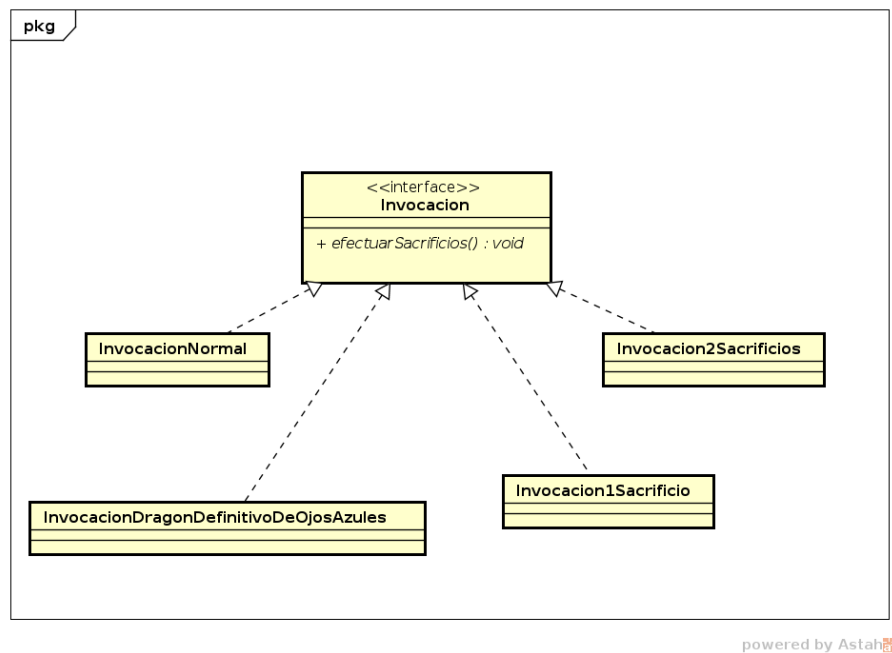 pkg
<<interface>>
Invocacion
+ efectuarSacrificios() : void
InvocacionNormal
Invocacion2Sacrificios
Invocacion1Sacrificio
InvocacionDragonDefinitivoDeOjosAzules
powered by Astah